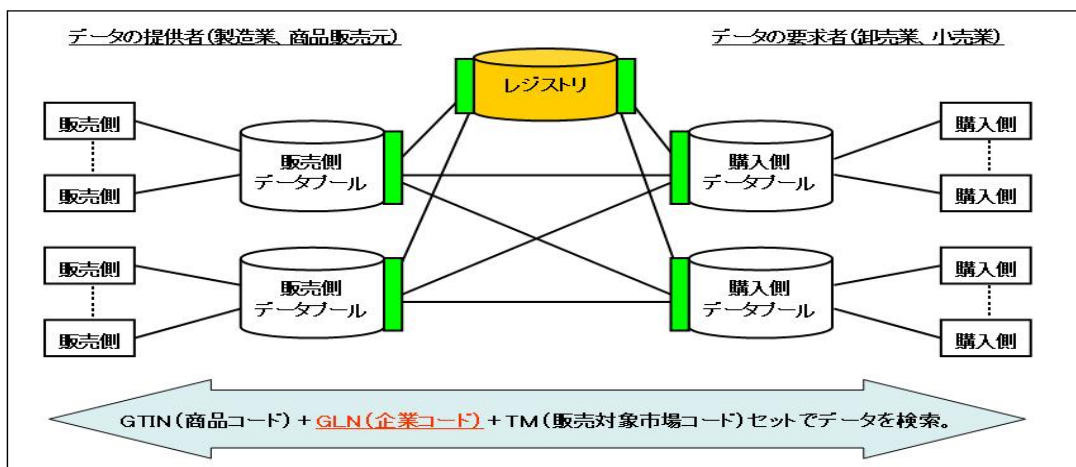 データの提供者(製造業、商品販売元)
データの要求者(卸売業、小売業)
レジストリ
販売側
販売側
販売側
データプール
購入側
データプール
購入側
購入側
販売側
販売側
販売側
データプール
購入側
データプール
購入側
購入側
GTIN(商品コード)+GLN(企業コード)+TM(販売対象市場コード)セットでデータを検索。